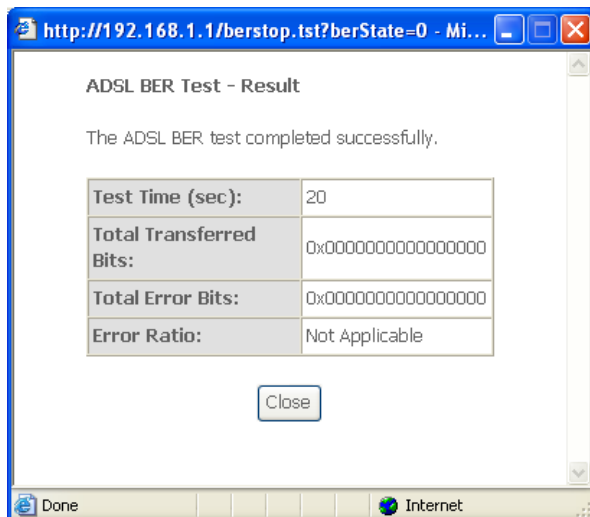 http://192.168.1.1/berstop.tst?berState=0 - Mi...
ADSL BER Test - Result
The ADSL BER test completed successfully.
Test Time (sec): 20
Total Transferred
Bits: 0x0000000000000000
Total Error Bits: 0x0000000000000000
Error Ratio: Not Applicable
Close
Done Internet